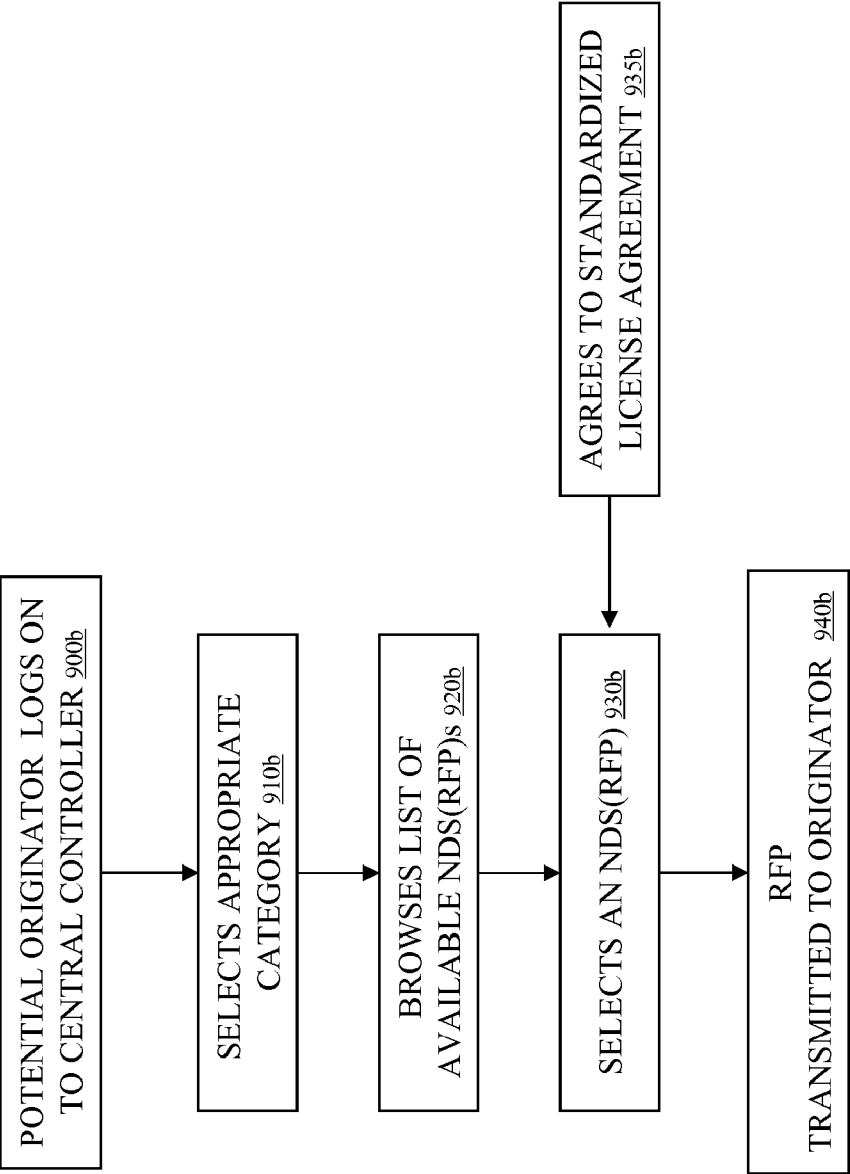 POTENTIAL ORIGINATOR LOGS ON
TO CENTRAL CONTROLLER 900b
SELECTS APPROPRIATE
CATEGORY 910b
BROWSES LIST OF
AVAILABLE NDS(RFP)s 920b
SELECTS AN NDS(RFP) 930b
AGREES TO STANDARDIZED
LICENSE AGREEMENT 935b
RFP
TRANSMITTED TO ORIGINATOR 940b